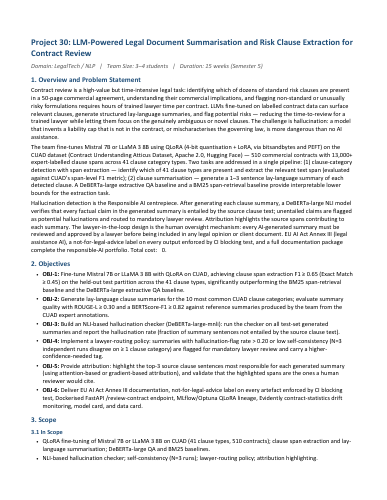 Project 30: LLM-Powered Legal Document Summarisation and Risk Clause Extraction for
Contract Review
Domain: LegalTech / NLP | Team Size: 3–4 students | Duration: 15 weeks (Semester 5)
1. Overview and Problem Statement
Contract review is a high-value but time-intensive legal task: identifying which of dozens of standard risk clauses are present
in a 50-page commercial agreement, understanding their commercial implications, and flagging non-standard or unusually
risky formulations requires hours of trained lawyer time per contract. LLMs fine-tuned on labelled contract data can surface
relevant clauses, generate structured lay-language summaries, and flag potential risks — reducing the time-to-review for a
trained lawyer while letting them focus on the genuinely ambiguous or novel clauses. The challenge is hallucination: a model
that invents a liability cap that is not in the contract, or mischaracterises the governing law, is more dangerous than no AI
assistance.
The team fine-tunes Mistral 7B or LLaMA 3 8B using QLoRA (4-bit quantisation + LoRA, via bitsandbytes and PEFT) on the
CUAD dataset (Contract Understanding Atticus Dataset, Apache 2.0, Hugging Face) — 510 commercial contracts with 13,000+
expert-labelled clause spans across 41 clause category types. Two tasks are addressed in a single pipeline: (1) clause-category
detection with span extraction — identify which of 41 clause types are present and extract the relevant text span (evaluated
against CUAD's span-level F1 metric); (2) clause summarisation — generate a 1–3 sentence lay-language summary of each
detected clause. A DeBERTa-large extractive QA baseline and a BM25 span-retrieval baseline provide interpretable lower
bounds for the extraction task.
Hallucination detection is the Responsible AI centrepiece. After generating each clause summary, a DeBERTa-large NLI model
verifies that every factual claim in the generated summary is entailed by the source clause text; unentailed claims are flagged
as potential hallucinations and routed to mandatory lawyer review. Attribution highlights the source spans contributing to
each summary. The lawyer-in-the-loop design is the human oversight mechanism: every AI-generated summary must be
reviewed and approved by a lawyer before being included in any legal opinion or client document. EU AI Act Annex III (legal
assistance AI), a not-for-legal-advice label on every output enforced by CI blocking test, and a full documentation package
complete the responsible-AI portfolio. Total cost: 0.
2. Objectives
• OBJ-1: Fine-tune Mistral 7B or LLaMA 3 8B with QLoRA on CUAD, achieving clause span extraction F1 ≥ 0.65 (Exact Match
≥ 0.45) on the held-out test partition across the 41 clause types, significantly outperforming the BM25 span-retrieval
baseline and the DeBERTa-large extractive QA baseline.
• OBJ-2: Generate lay-language clause summaries for the 10 most common CUAD clause categories; evaluate summary
quality with ROUGE-L ≥ 0.30 and a BERTScore-F1 ≥ 0.82 against reference summaries produced by the team from the
CUAD expert annotations.
• OBJ-3: Build an NLI-based hallucination checker (DeBERTa-large-mnli): run the checker on all test-set generated
summaries and report the hallucination rate (fraction of summary sentences not entailed by the source clause text).
• OBJ-4: Implement a lawyer-routing policy: summaries with hallucination-flag rate > 0.20 or low self-consistency (N=3
independent runs disagree on ≥ 1 clause category) are flagged for mandatory lawyer review and carry a higher-
confidence-needed tag.
• OBJ-5: Provide attribution: highlight the top-3 source clause sentences most responsible for each generated summary
(using attention-based or gradient-based attribution), and validate that the highlighted spans are the ones a human
reviewer would cite.
• OBJ-6: Deliver EU AI Act Annex III documentation, not-for-legal-advice label on every artefact enforced by CI blocking
test, Dockerised FastAPI /review-contract endpoint, MLflow/Optuna QLoRA lineage, Evidently contract-statistics drift
monitoring, model card, and data card.
3. Scope
3.1 In Scope
• QLoRA fine-tuning of Mistral 7B or LLaMA 3 8B on CUAD (41 clause types, 510 contracts); clause span extraction and lay-
language summarisation; DeBERTa-large QA and BM25 baselines.
• NLI-based hallucination checker; self-consistency (N=3 runs); lawyer-routing policy; attribution highlighting.